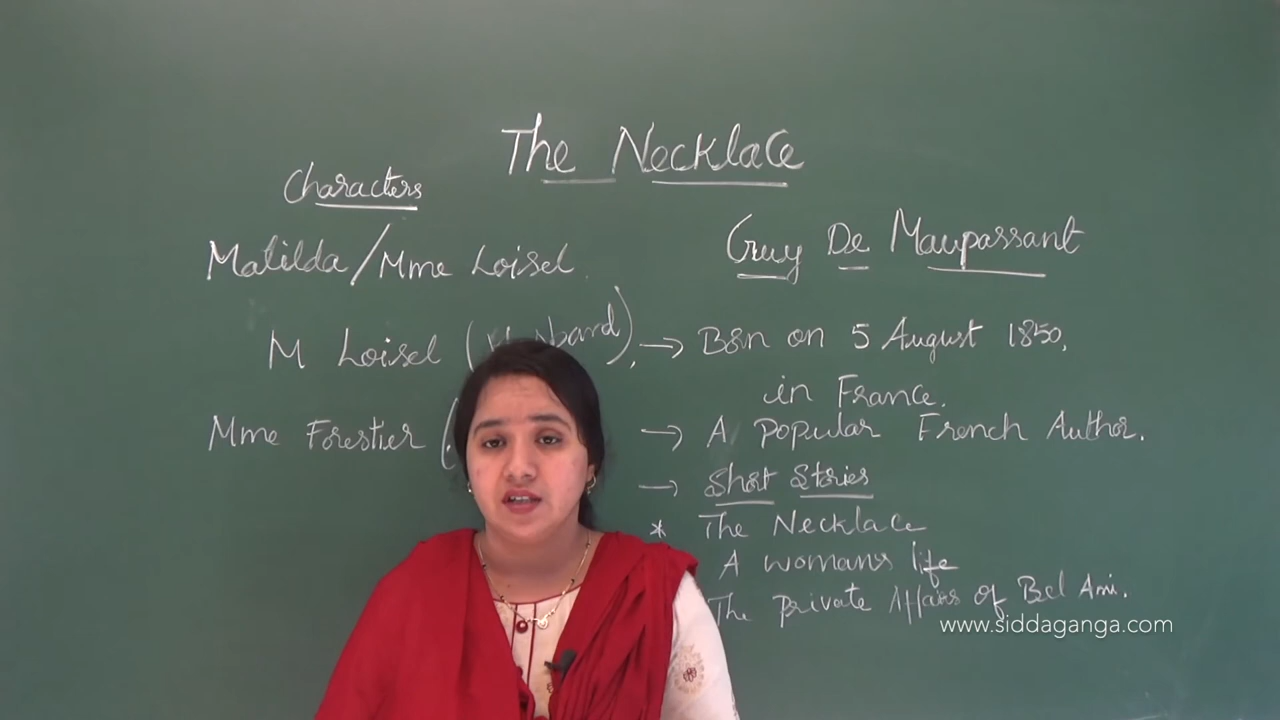 The Necklace
Characters
Matilda/Mme Loisel.
M Loisel (
Mme Forestier (
Guy De Maupassant
→ Born on 5 August 1850,
in France.
→ A popular French Author.
→ Short Stories
* The Necklace
A womans life
The private Affairs of Bel Ami.
www.siddaganga.com